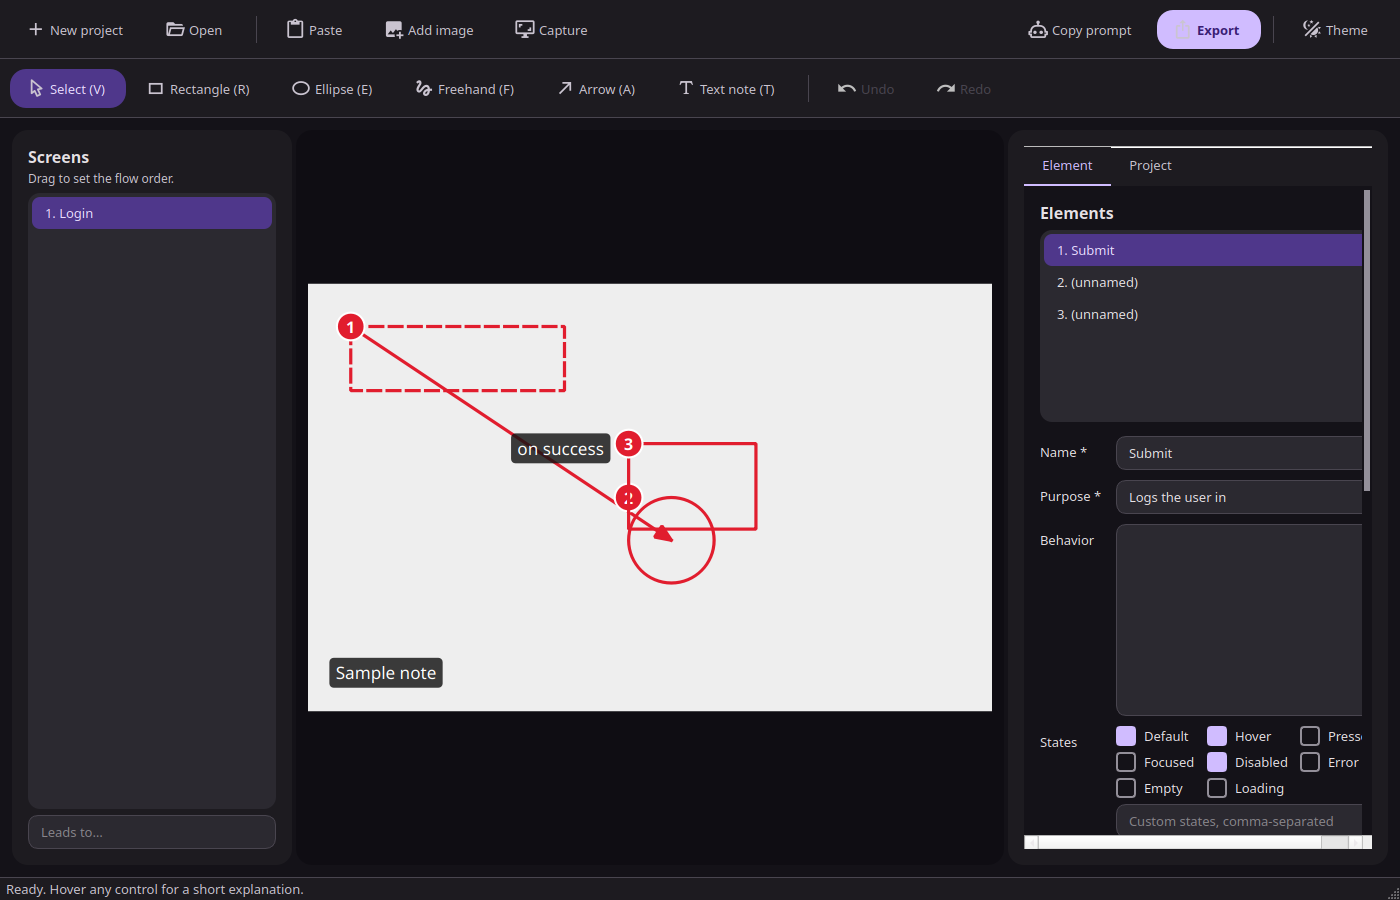 New project
Open
Paste
Add image
Capture
Copy prompt
Export
Theme
Select (V)
Rectangle (R)
Ellipse (E)
Freehand (F)
Arrow (A)
Text note (T)
Undo
Redo
Screens
Drag to set the flow order.
1. Login
Leads to...
1
on success
3
2
Sample note
Element
Project
Elements
1. Submit
2. (unnamed)
3. (unnamed)
Name *
Submit
Purpose *
Logs the user in
Behavior
States
Default
Hover
Press
Focused
Disabled
Error
Empty
Loading
Custom states, comma-separated
Ready. Hover any control for a short explanation.